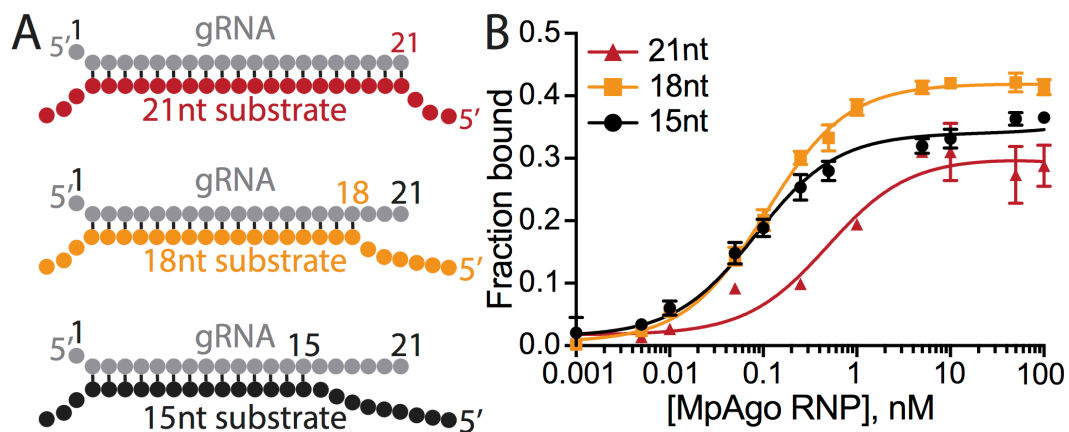 A
1
gRNA
21
5'
21nt substrate
5'
1
gRNA
18
21
5'
18nt substrate
5'
1
gRNA
15
21
5'
15nt substrate
5'
B
0.5
0.4
0.3
0.2
0.1
0.0
Fraction bound
21nt
18nt
15nt
0.001
0.01
0.1
1
10
100
[MpAgo RNP], nM